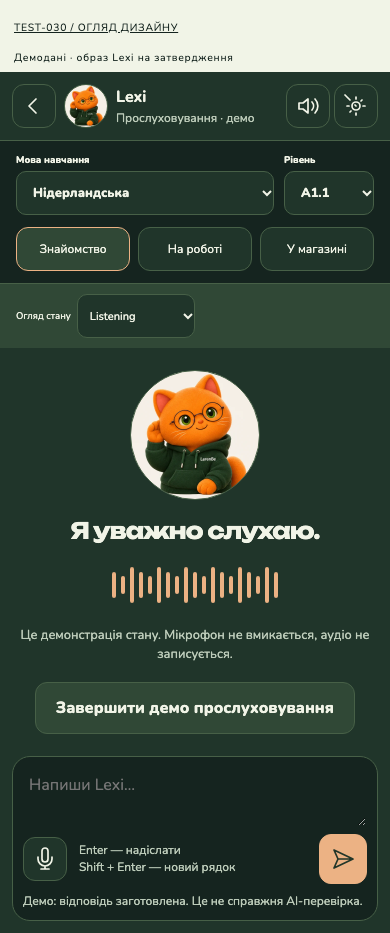 TEST-030 / ОГЛЯД ДИЗАЙНУ
Демодані · образ Lexi на затвердження
Lexi
Прослуховування · демо
Мова навчання
Рівень
Нідерландська
A1.1
Знайомство
На роботі
У магазині
Огляд стану
Listening
Я уважно слухаю.
Це демонстрація стану. Мікрофон не вмикається, аудіо не
записується.
Завершити демо прослуховування
Напиши Lexi...
Enter — надіслати
Shift + Enter — новий рядок
Демо: відповідь заготовлена. Це не справжня AI-перевірка.